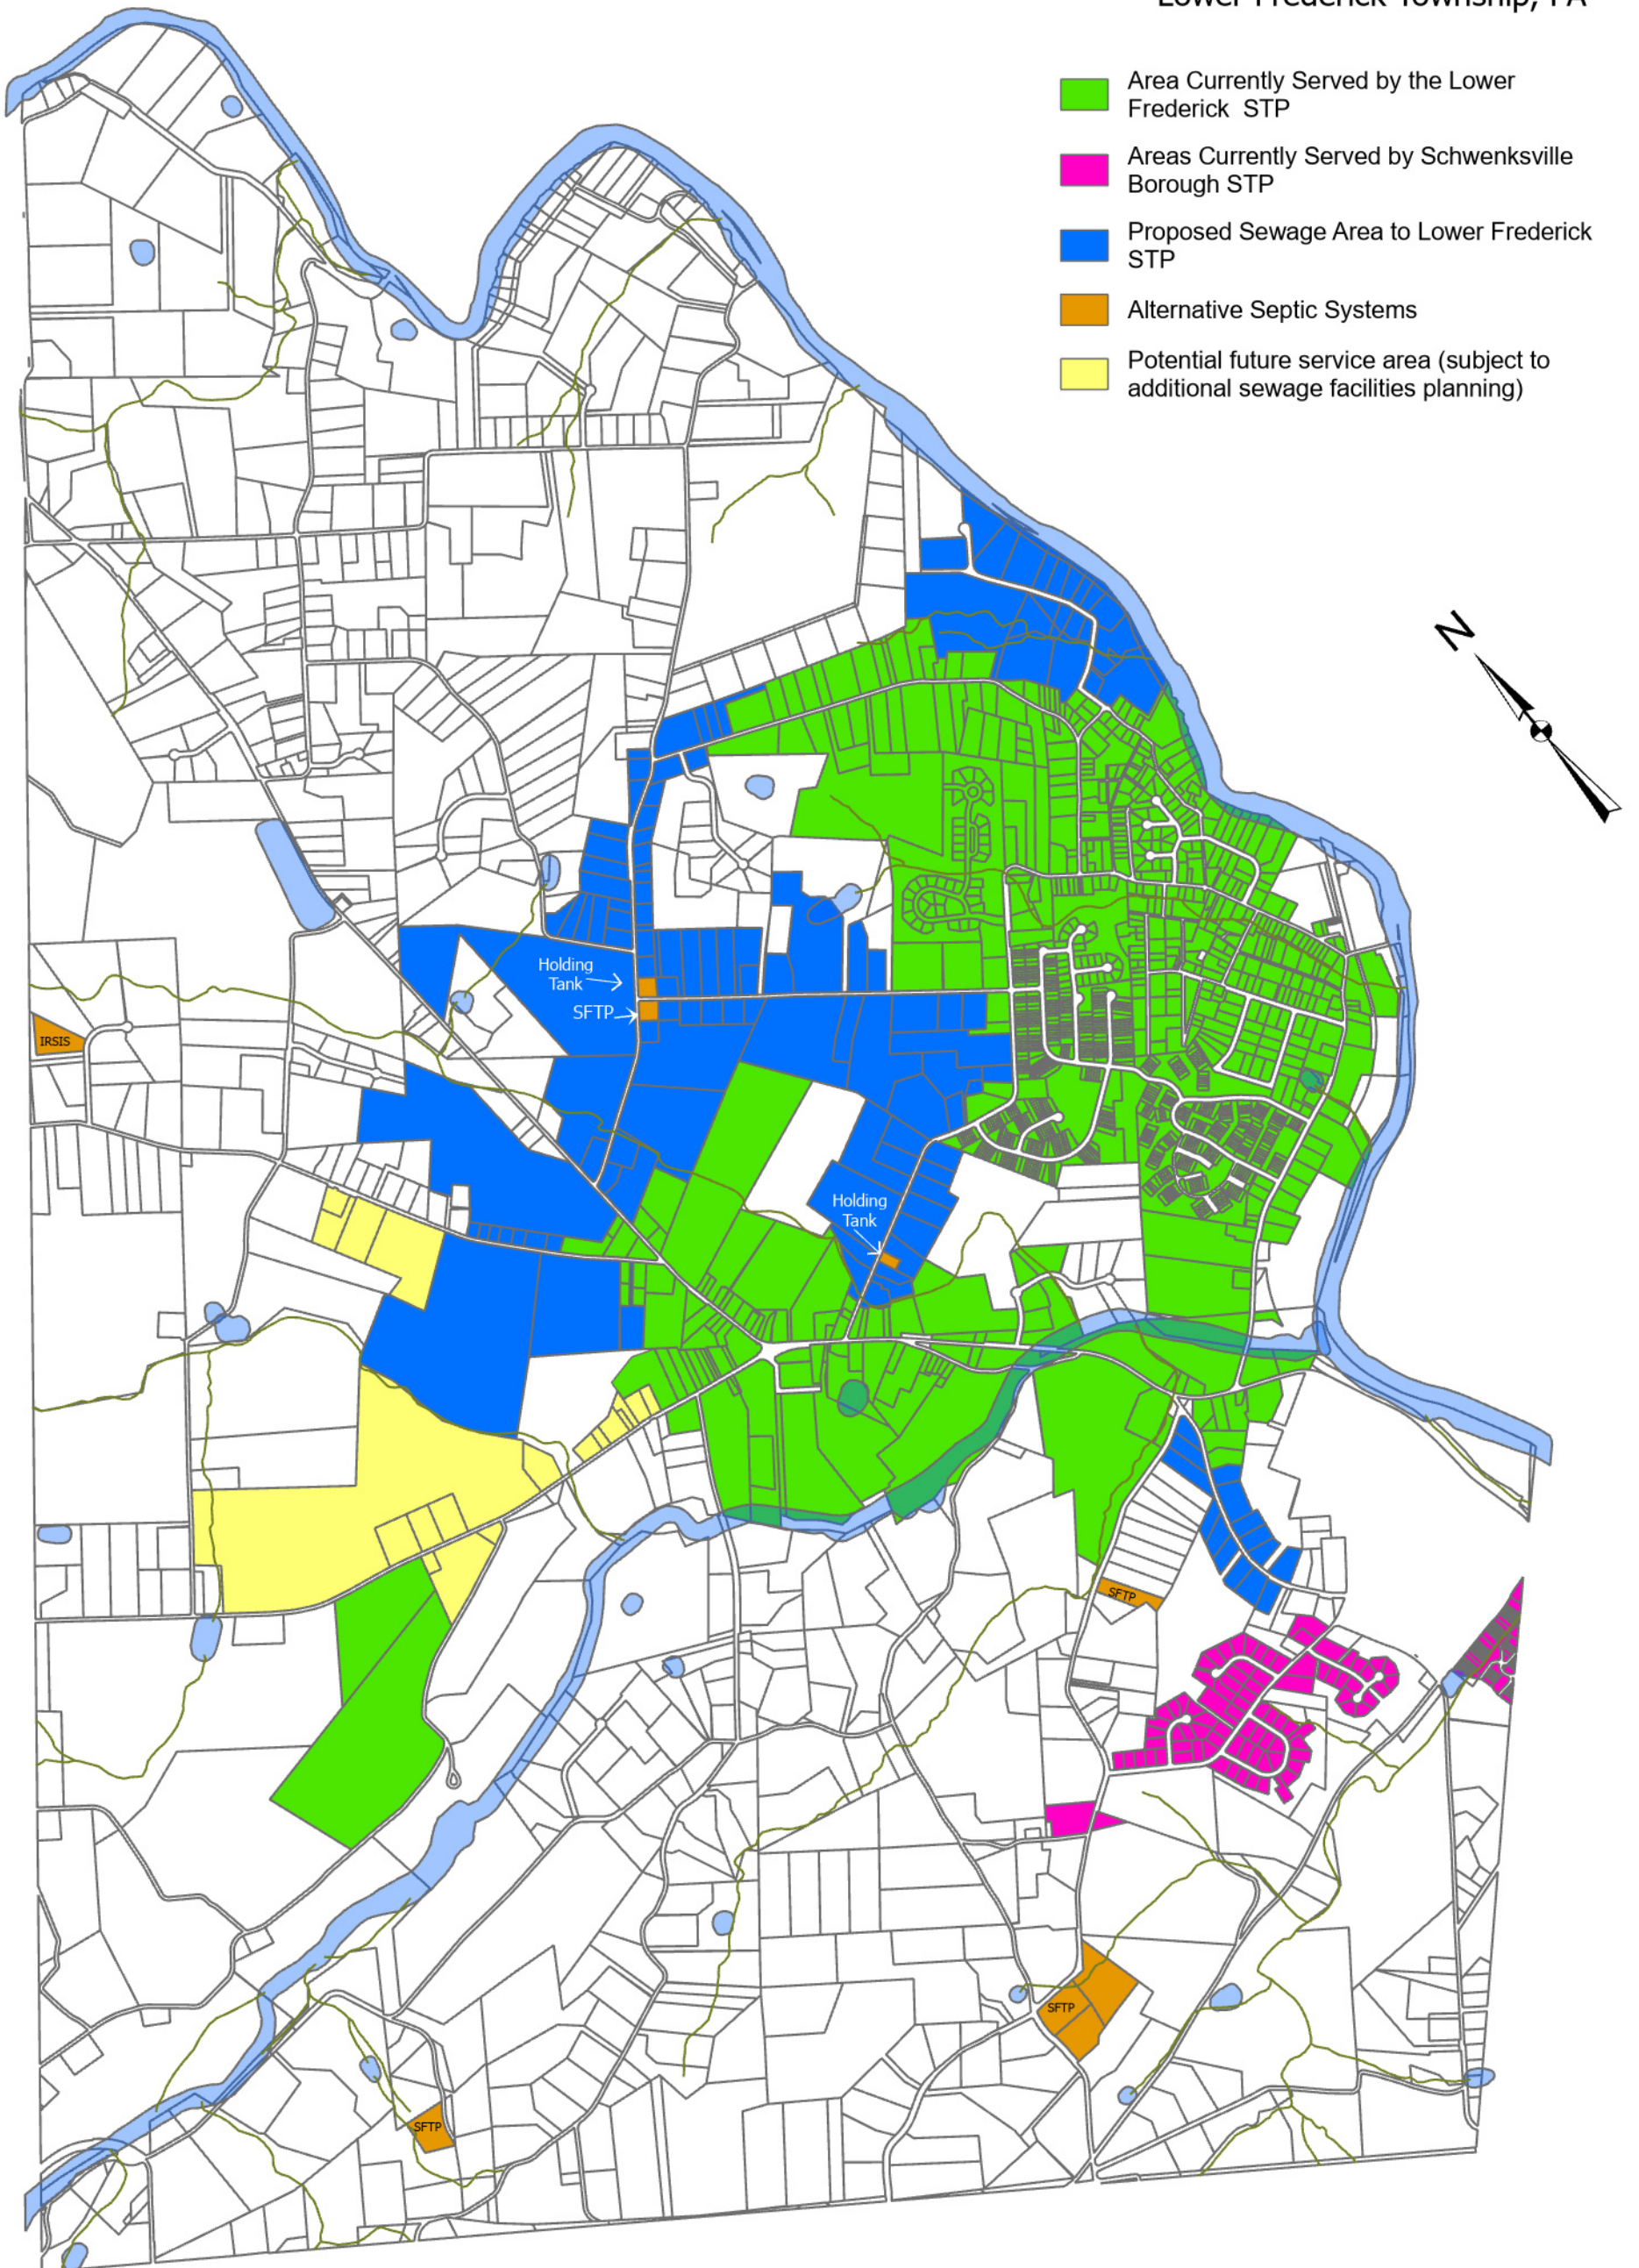 Lower Frederick Township, PA
Area Currently Served by the Lower
Frederick STP
Areas Currently Served by Schwenksville
Borough STP
Proposed Sewage Area to Lower Frederick
STP
Alternative Septic Systems
Potential future service area (subject to
additional sewage facilities planning)
N
Holding
Tank
SFTP
IRSIS
Holding
Tank
SFTP
SFTP
SFTP